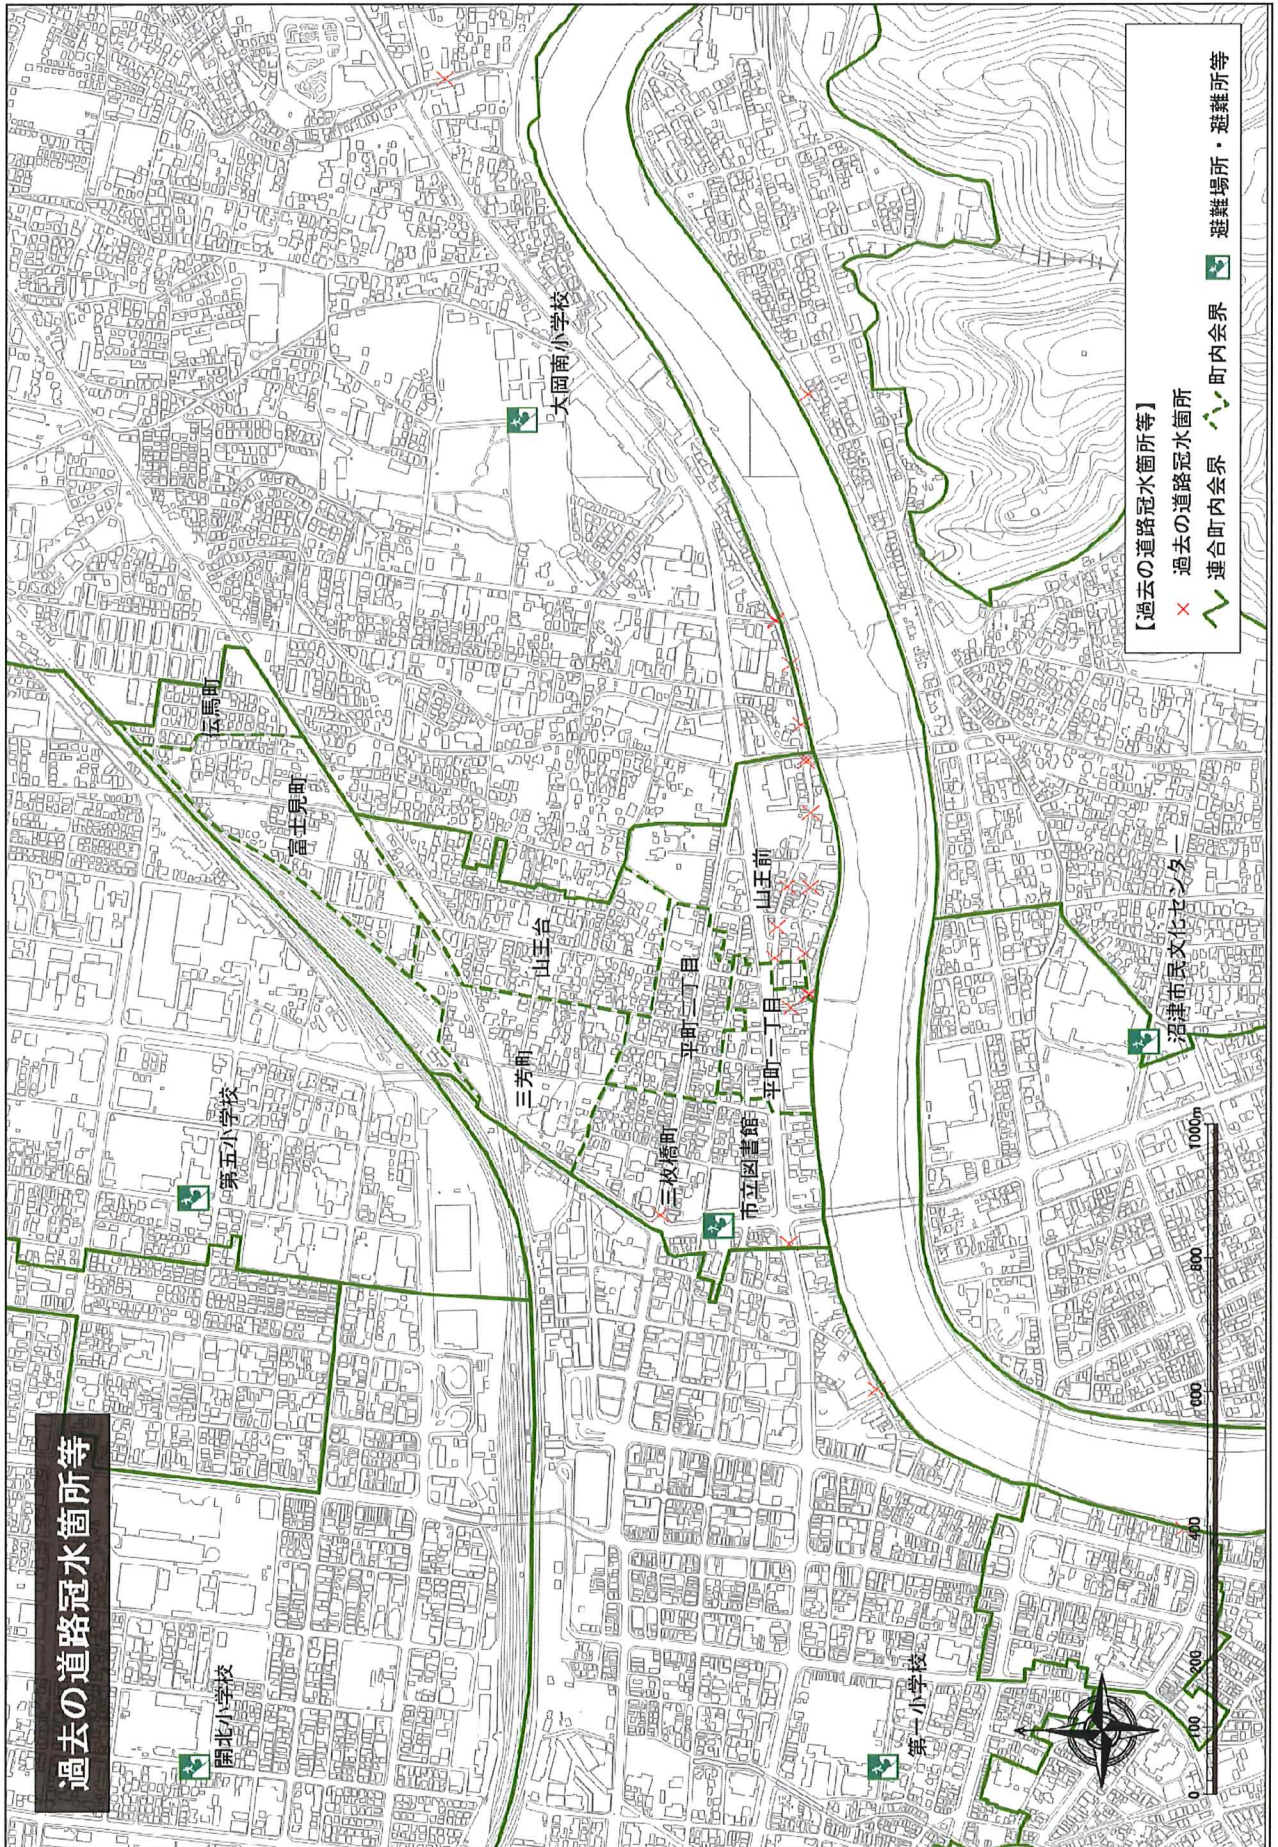 過去の道路冠水箇所等
開北小学校
第五小学校
伝馬町
富士見町
大岡南小学校
山王台
三芳町
平町二丁目
山王前
平町一丁目
三枚橋町
市立図書館
第一小学校
沼津市民文化センター
【過去の道路冠水箇所等】
過去の道路冠水箇所
連合町内会界
町内会界
避難場所・避難所等
0 100 200 400 600 800 1000m